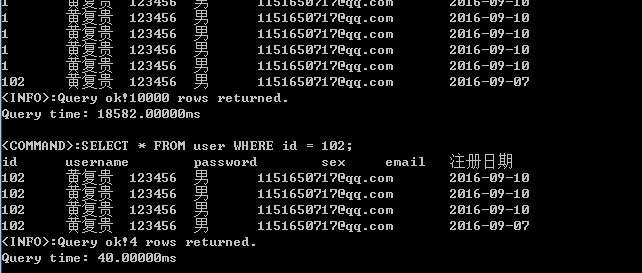 1 黄复贵 123456 男 1151650717@qq.com 2016-09-10
1 黄复贵 123456 男 1151650717@qq.com 2016-09-10
1 黄复贵 123456 男 1151650717@qq.com 2016-09-10
1 黄复贵 123456 男 1151650717@qq.com 2016-09-10
1 黄复贵 123456 男 1151650717@qq.com 2016-09-10
102 黄复贵 123456 男 1151650717@qq.com 2016-09-07
<INFO>:Query ok!10000 rows returned.
Query time: 18582.00000ms
<COMMAND>:SELECT * FROM user WHERE id = 102;
id username password sex email 注册日期
102 黄复贵 123456 男 1151650717@qq.com 2016-09-10
102 黄复贵 123456 男 1151650717@qq.com 2016-09-10
102 黄复贵 123456 男 1151650717@qq.com 2016-09-10
102 黄复贵 123456 男 1151650717@qq.com 2016-09-07
<INFO>:Query ok!4 rows returned.
Query time: 40.00000ms